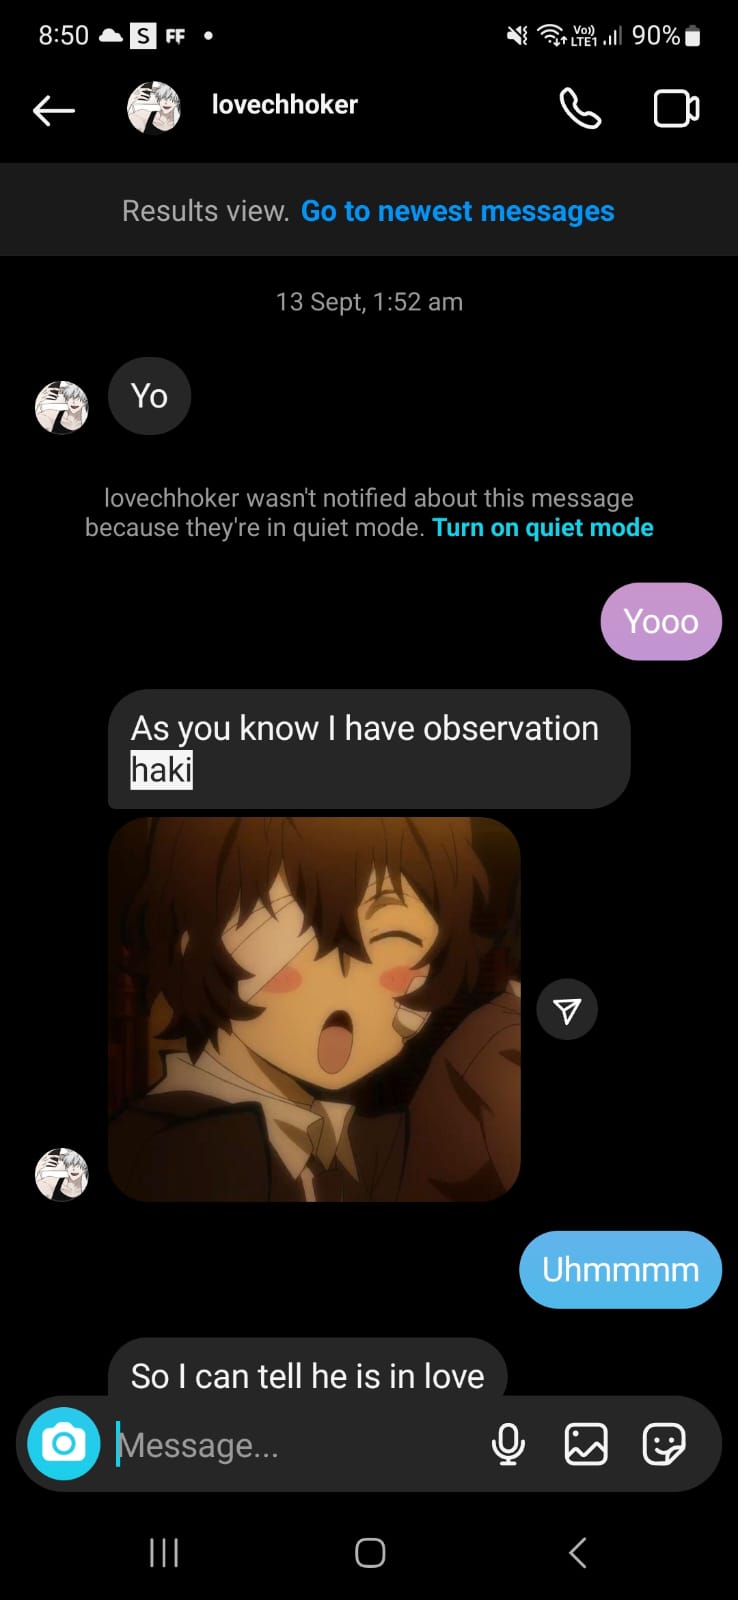 8:50 S FF Vo)) LTE1 90%
lovechhoker
Results view. Go to newest messages
13 Sept, 1:52 am
Yo
lovechhoker wasn't notified about this message
because they're in quiet mode. Turn on quiet mode
Yooo
As you know I have observation
haki
Uhmmmm
So I can tell he is in love
Message...